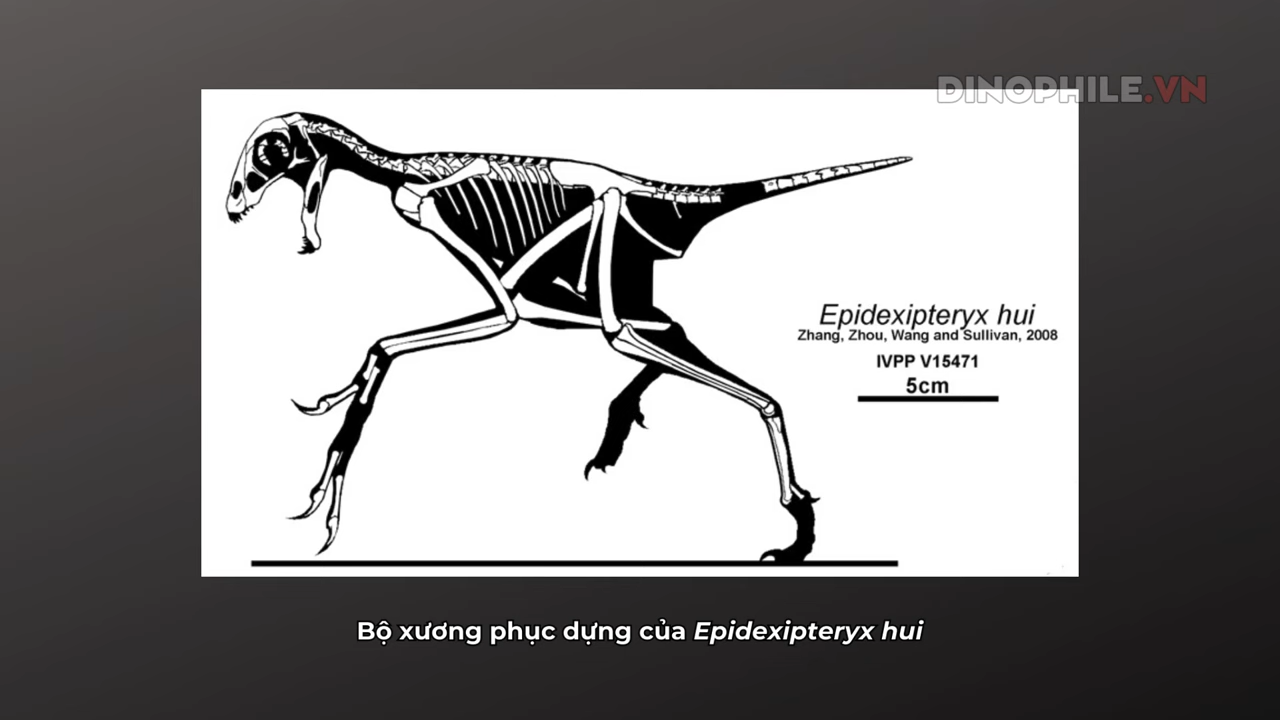 DINOPHILE.VN
Epidexipteryx hui
Zhang, Zhou, Wang and Sullivan, 2008
IVPP V15471
5cm
Bộ xương phục dựng của Epidexipteryx hui